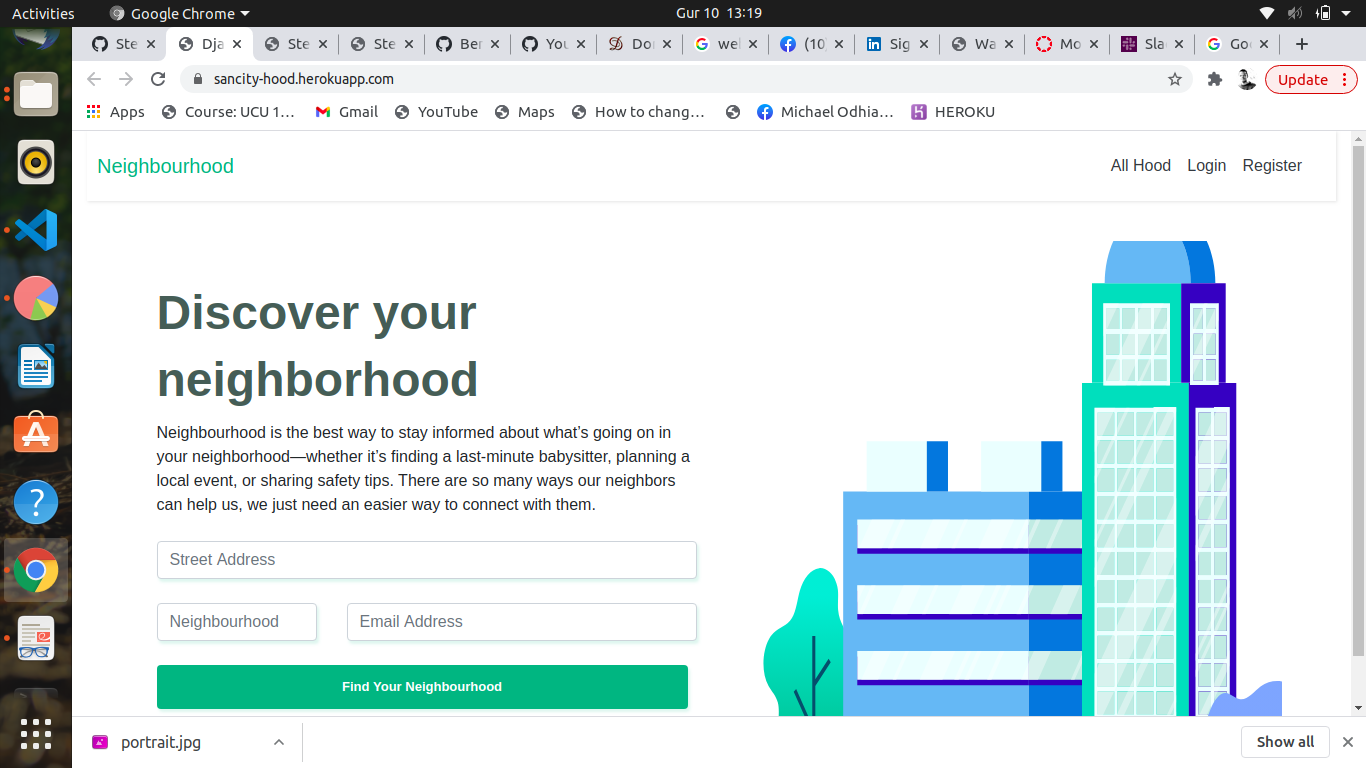 Activities
Google Chrome
Gur 10 13:19
Ste
Dja
Ste
Ste
Ber
You
Dor
wel
(10)
Sig
Wa
Mo
Sla
Goo
sancity-hood.herokuapp.com
Update
Apps
Course: UCU 1…
Gmail
YouTube
Maps
How to chang…
Michael Odhia…
HEROKU
Neighbourhood
All Hood Login Register
Discover your
neighborhood
Neighbourhood is the best way to stay informed about what’s going on in
your neighborhood—whether it’s finding a last-minute babysitter, planning a
local event, or sharing safety tips. There are so many ways our neighbors
can help us, we just need an easier way to connect with them.
Street Address
Neighbourhood
Email Address
Find Your Neighbourhood
portrait.jpg
Show all